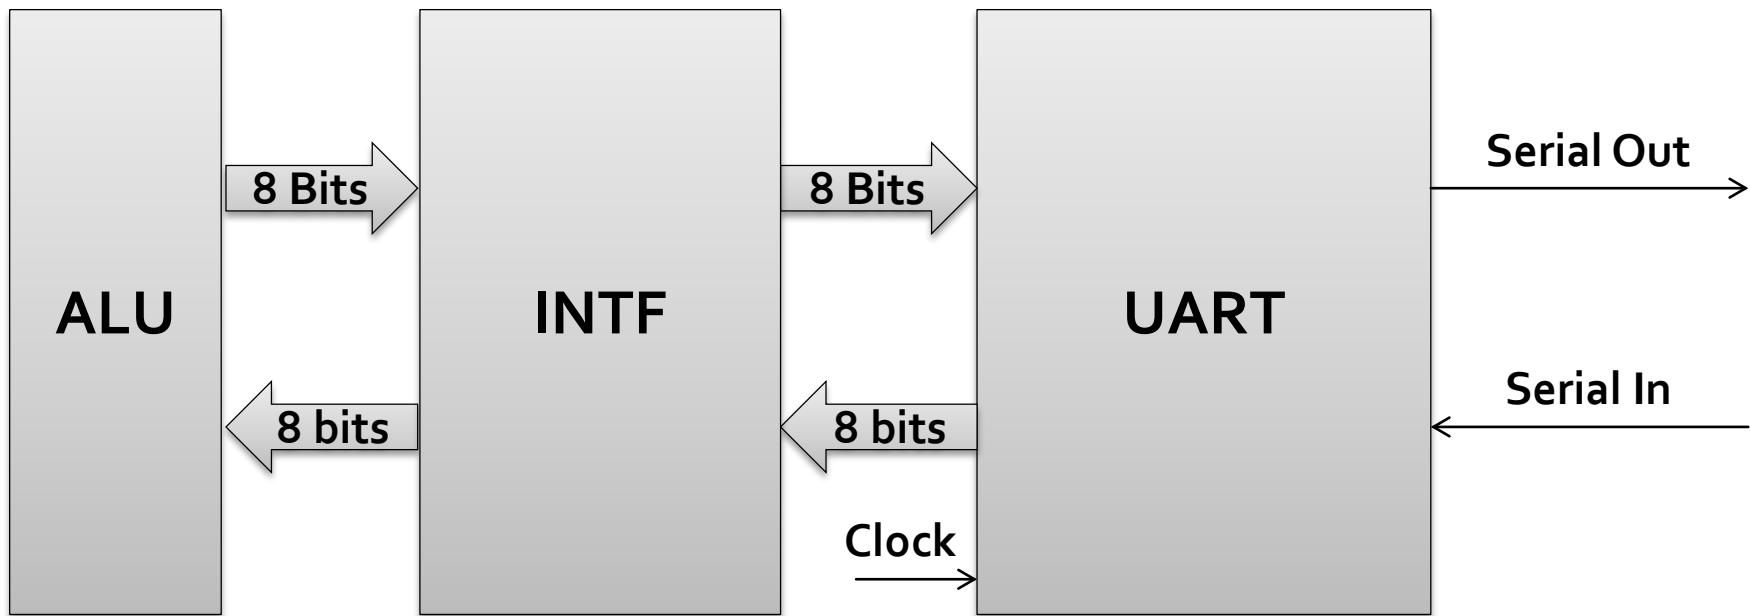 Serial Out
8 Bits
8 Bits
ALU
INTF
UART
Serial In
8 bits
8 bits
Clock